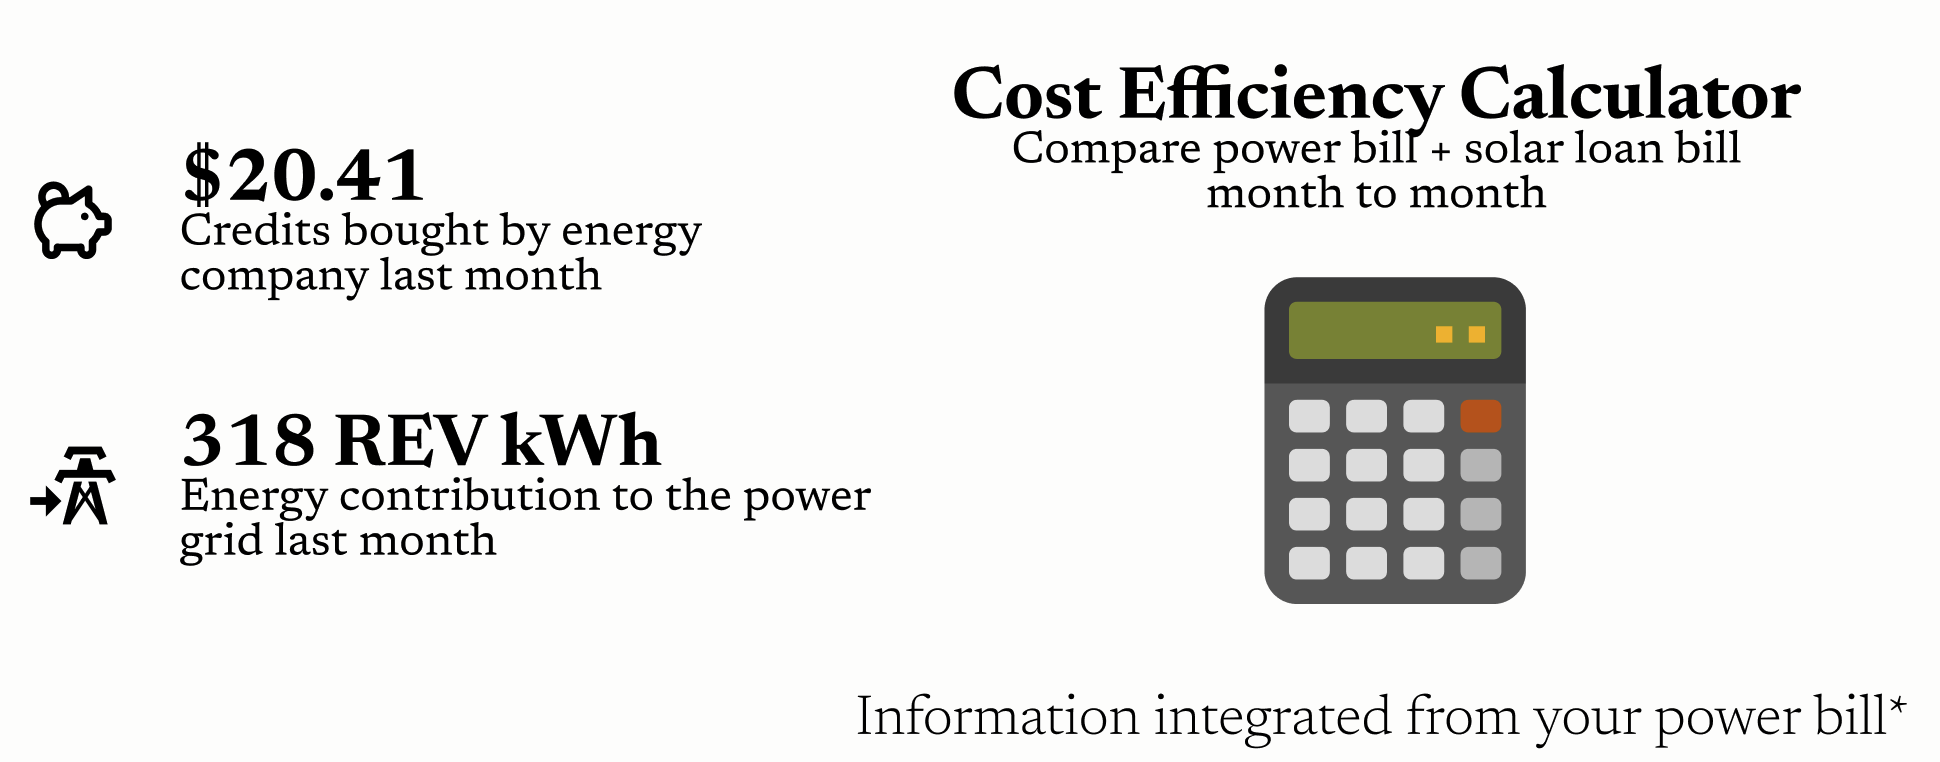 $20.41
Credits bought by energy
company last month
318 REV kWh
Energy contribution to the power
grid last month
Cost Efficiency Calculator
Compare power bill + solar loan bill
month to month
Information integrated from your power bill*